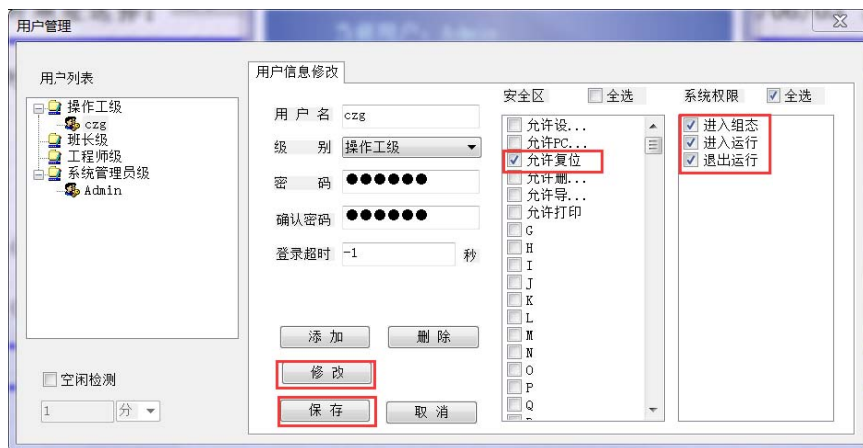 用户管理
用户列表
操作工级
czg
班长级
工程师级
系统管理员级
Admin
空闲检测
1 分
用户信息修改
用户名 czg
级别 操作工级
密码 ●●●●●●
确认密码 ●●●●●●
登录超时 -1 秒
添加 删除
修改
保存 取消
安全区 全选
允许设...
允许PC...
允许复位
允许删...
允许导...
允许打印
G
H
I
J
K
L
M
N
O
P
Q
系统权限 全选
进入组态
进入运行
退出运行